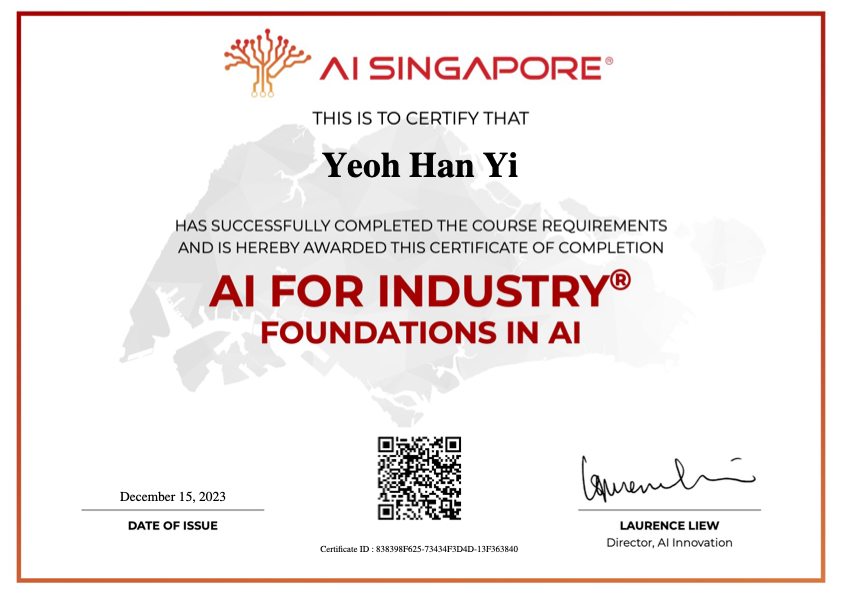 AI SINGAPORE®
THIS IS TO CERTIFY THAT
Yeoh Han Yi
HAS SUCCESSFULLY COMPLETED THE COURSE REQUIREMENTS
AND IS HEREBY AWARDED THIS CERTIFICATE OF COMPLETION
AI FOR INDUSTRY®
FOUNDATIONS IN AI
December 15, 2023
DATE OF ISSUE
Certificate ID : 838398F625-73434F3D4D-13F363840
LAURENCE LIEW
Director, AI Innovation